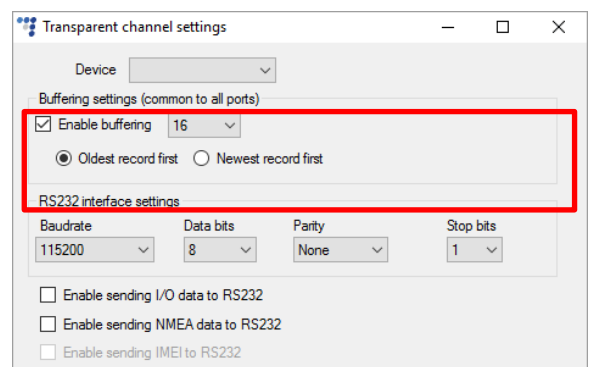 Transparent channel settings
Device
Buffering settings (common to all ports)
Enable buffering 16
Oldest record first Newest record first
RS232 interface settings
Baudrate Data bits Parity Stop bits
115200 8 None 1
Enable sending I/O data to RS232
Enable sending NMEA data to RS232
Enable sending IMEI to RS232